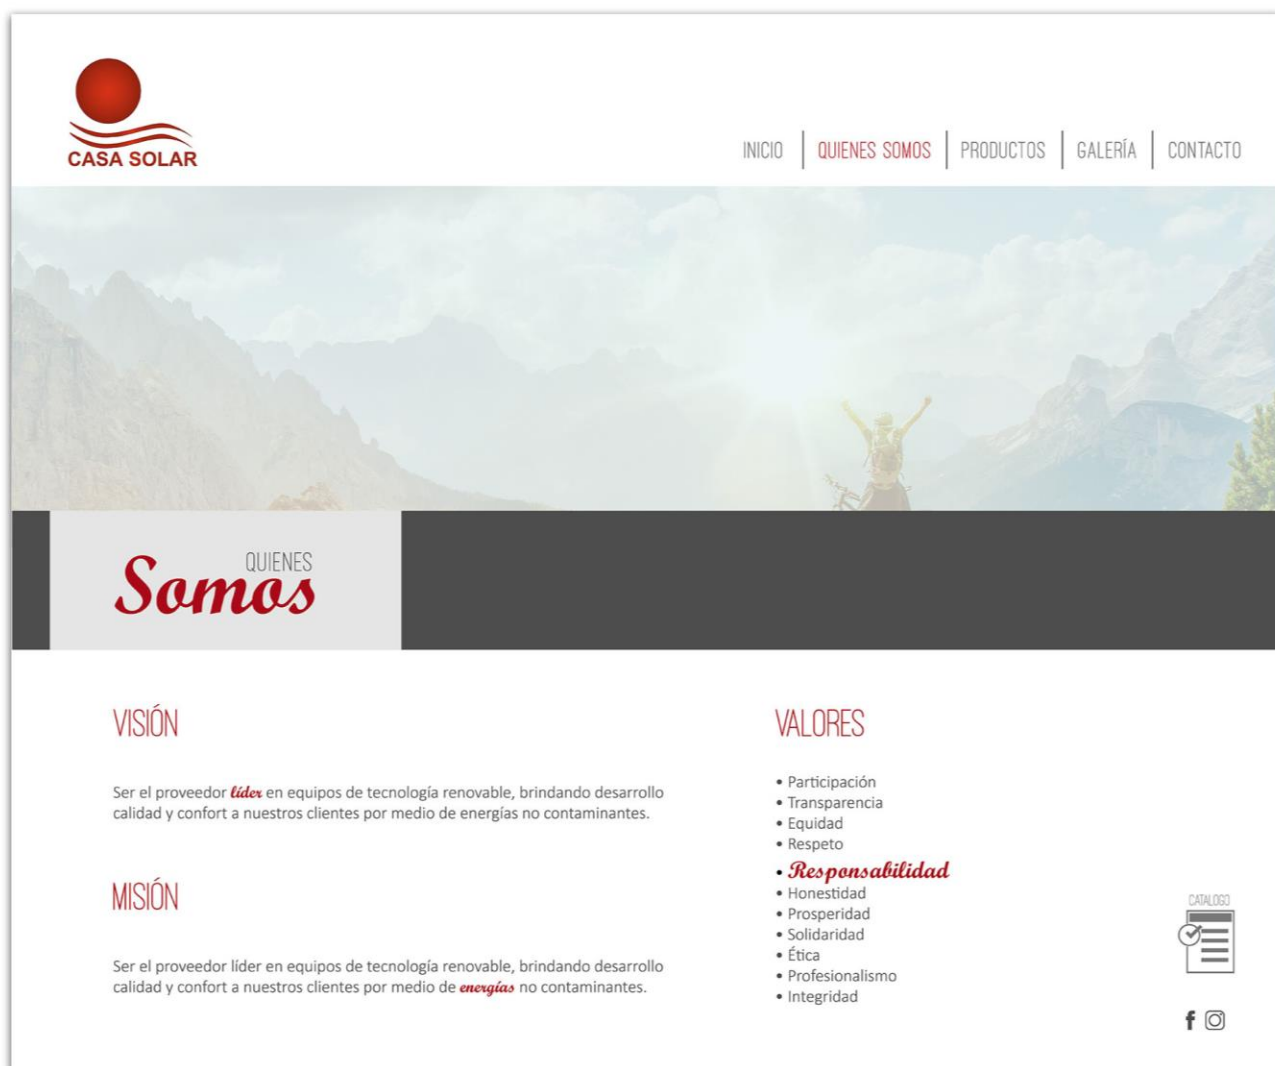 CASA SOLAR
INICIO
QUIENES SOMOS
PRODUCTOS
GALERÍA
CONTACTO
QUIENES
Somos
VISIÓN
Ser el proveedor líder en equipos de tecnología renovable, brindando desarrollo
calidad y confort a nuestros clientes por medio de energías no contaminantes.
MISIÓN
Ser el proveedor líder en equipos de tecnología renovable, brindando desarrollo
calidad y confort a nuestros clientes por medio de energías no contaminantes.
VALORES
• Participación
• Transparencia
• Equidad
• Respeto
• Responsabilidad
• Honestidad
• Prosperidad
• Solidaridad
• Ética
• Profesionalismo
• Integridad
CATALOGO